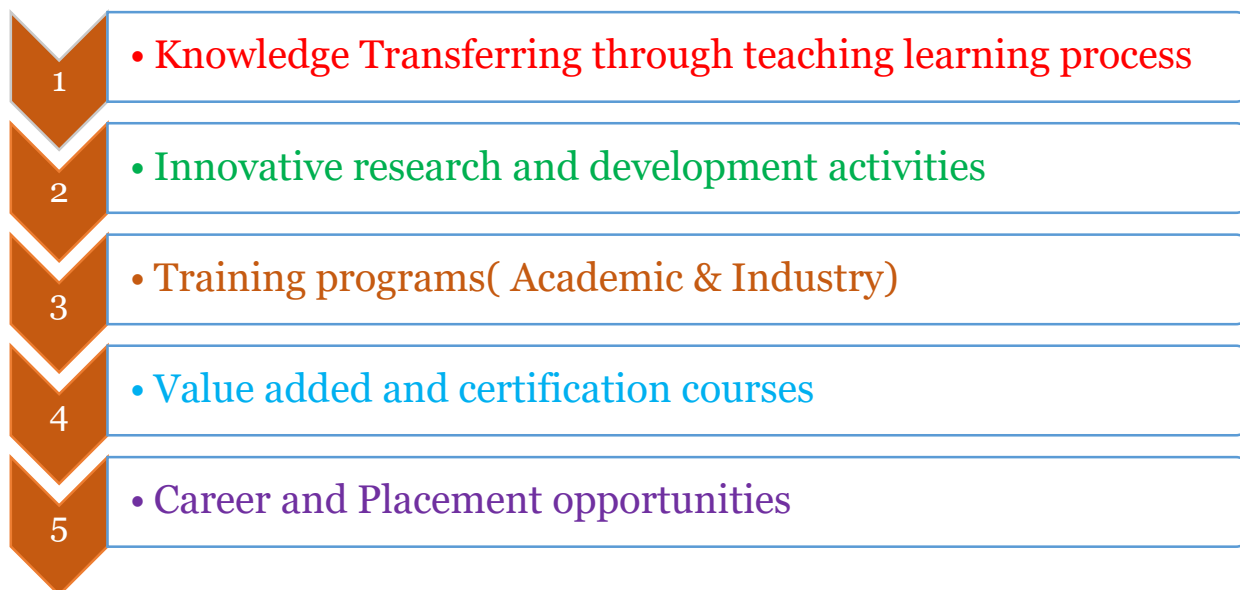 1
• Knowledge Transferring through teaching learning process
2
• Innovative research and development activities
3
• Training programs( Academic & Industry)
4
• Value added and certification courses
5
• Career and Placement opportunities